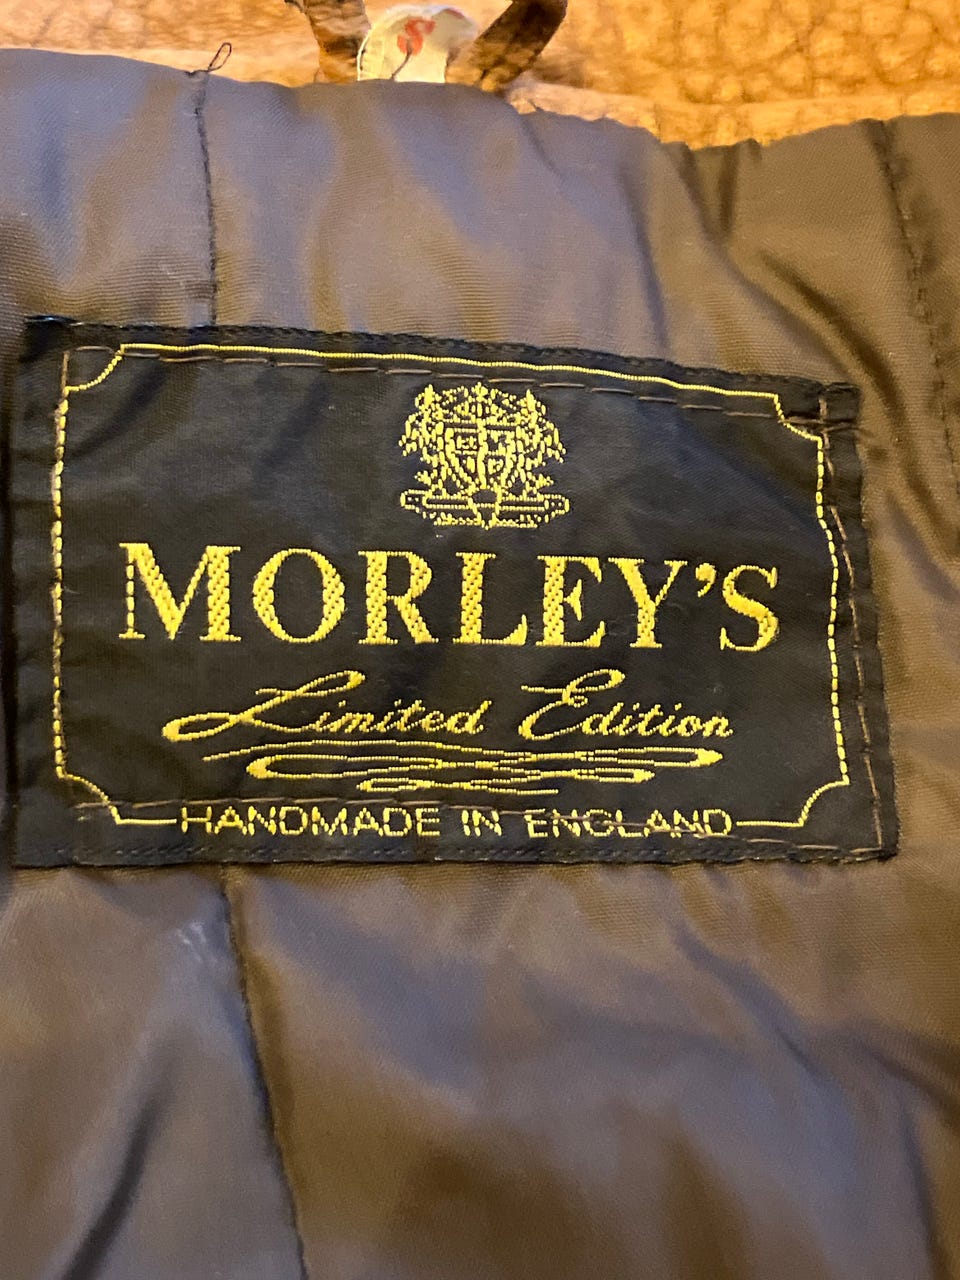 S
MORLEY'S
Limited Edition
HANDMADE IN ENGLAND